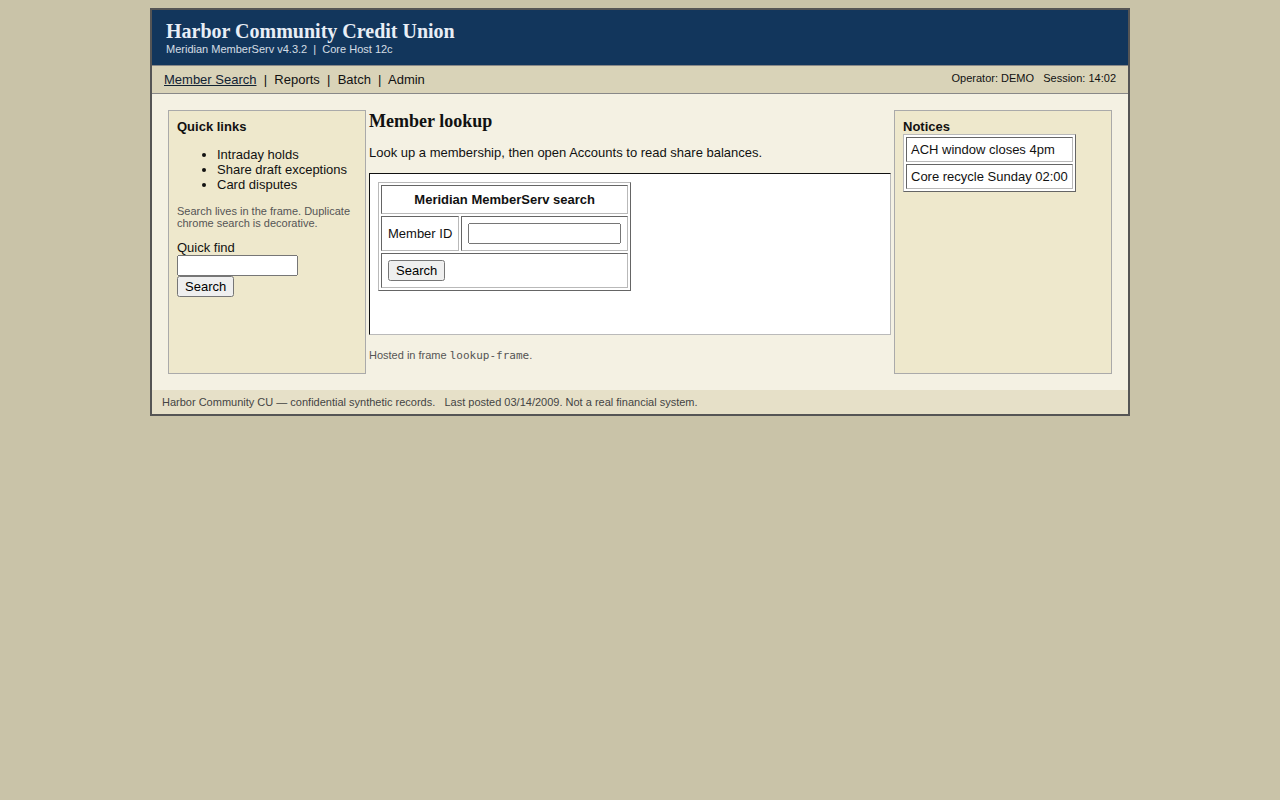 Harbor Community Credit Union
Meridian MemberServ v4.3.2 | Core Host 12c
Member Search | Reports | Batch | Admin
Operator: DEMO Session: 14:02
Quick links
• Intraday holds
• Share draft exceptions
• Card disputes
Search lives in the frame. Duplicate
chrome search is decorative.
Quick find
Search
Member lookup
Look up a membership, then open Accounts to read share balances.
Meridian MemberServ search
Member ID
Search
Hosted in frame lookup-frame.
Notices
ACH window closes 4pm
Core recycle Sunday 02:00
Harbor Community CU — confidential synthetic records. Last posted 03/14/2009. Not a real financial system.